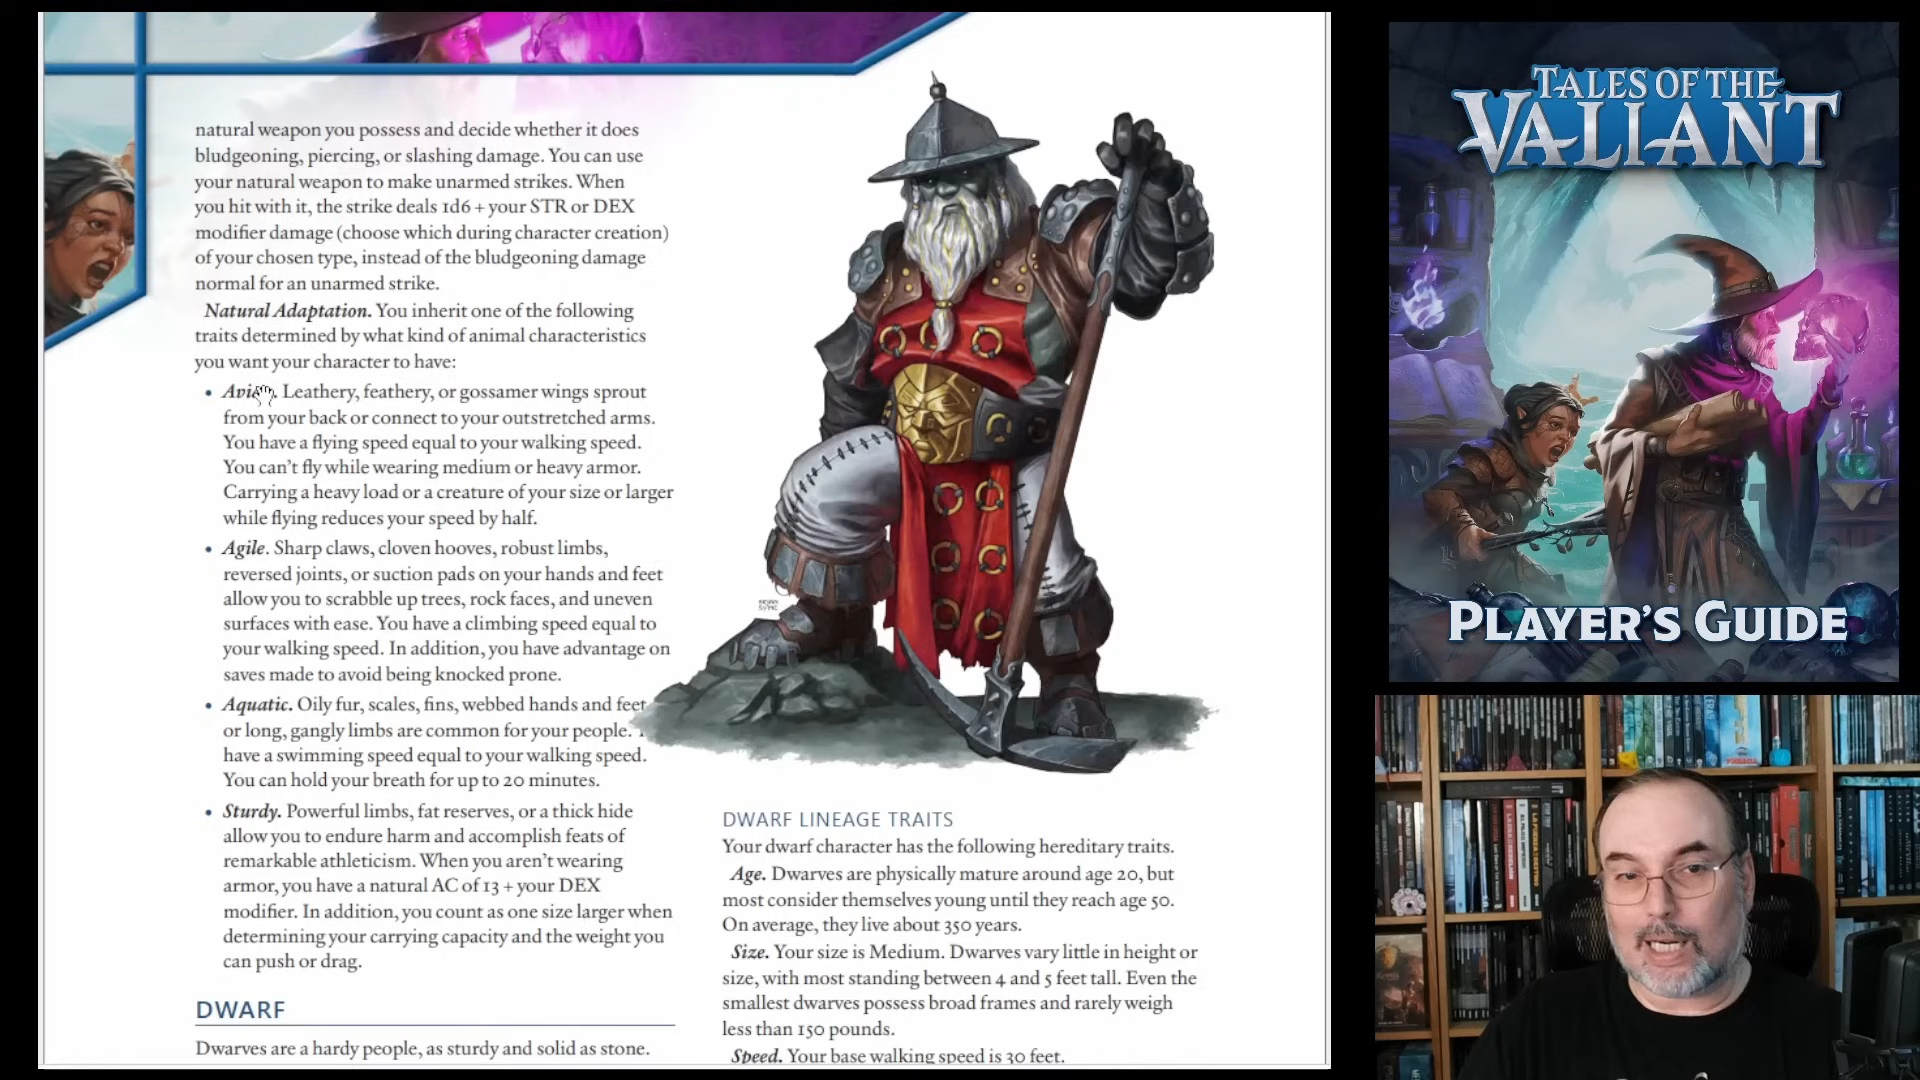 natural weapon you possess and decide whether it does
bludgeoning, piercing, or slashing damage. You can use
your natural weapon to make unarmed strikes. When
you hit with it, the strike deals 1d6 + your STR or DEX
modifier damage (choose which during character creation)
of your chosen type, instead of the bludgeoning damage
normal for an unarmed strike.
Natural Adaptation. You inherit one of the following
traits determined by what kind of animal characteristics
you want your character to have:
• Leathery, feathery, or gossamer wings sprout
from your back or connect to your outstretched arms.
You have a flying speed equal to your walking speed.
You can't fly while wearing medium or heavy armor.
Carrying a heavy load or a creature of your size or larger
while flying reduces your speed by half.
• Agile. Sharp claws, cloven hooves, robust limbs,
reversed joints, or suction pads on your hands and feet
allow you to scrabble up trees, rock faces, and uneven
surfaces with ease. You have a climbing speed equal to
your walking speed. In addition, you have advantage on
saves made to avoid being knocked prone.
• Aquatic. Oily fur, scales, fins, webbed hands and feet
or long, gangly limbs are common for your people.
have a swimming speed equal to your walking speed.
You can hold your breath for up to 20 minutes.
• Sturdy. Powerful limbs, fat reserves, or a thick hide
allow you to endure harm and accomplish feats of
remarkable athleticism. When you aren't wearing
armor, you have a natural AC of 13 + your DEX
modifier. In addition, you count as one size larger when
determining your carrying capacity and the weight you
can push or drag.
DWARF
Dwarves are a hardy people, as sturdy and solid as stone.
DWARF LINEAGE TRAITS
Your dwarf character has the following hereditary traits.
Age. Dwarves are physically mature around age 20, but
most consider themselves young until they reach age 50.
On average, they live about 350 years.
Size. Your size is Medium. Dwarves vary little in height or
size, with most standing between 4 and 5 feet tall. Even the
smallest dwarves possess broad frames and rarely weigh
less than 150 pounds.
Speed. Your base walking speed is 30 feet.
TALES OF THE
VALIANT
PLAYER'S GUIDE